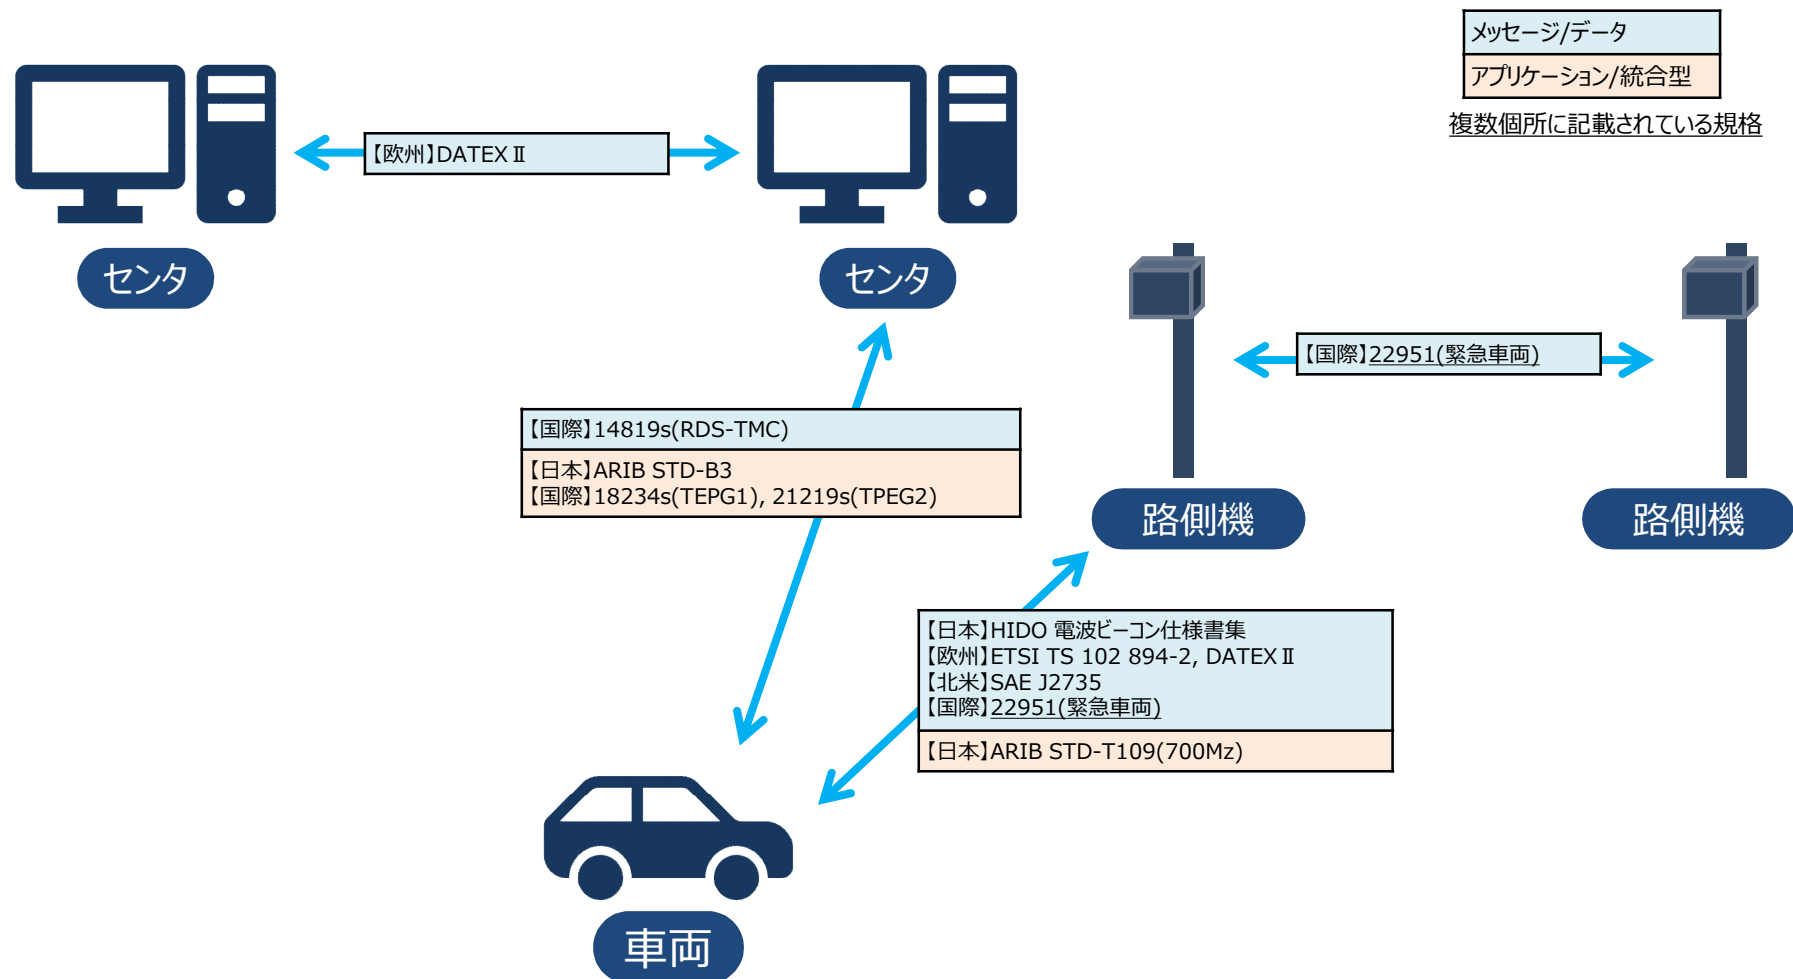 メッセージ/データ
アプリケーション/統合型
複数個所に記載されている規格
【欧州】DATEXⅡ
センタ
センタ
【国際】22951(緊急車両)
【国際】14819s(RDS-TMC)
【日本】ARIB STD-B3
【国際】18234s(TEPG1), 21219s(TPEG2)
路側機
路側機
【日本】HIDO 電波ビーコン仕様書集
【欧州】ETSI TS 102 894-2, DATEXⅡ
【北米】SAE J2735
【国際】22951(緊急車両)
【日本】ARIB STD-T109(700Mz)
車両